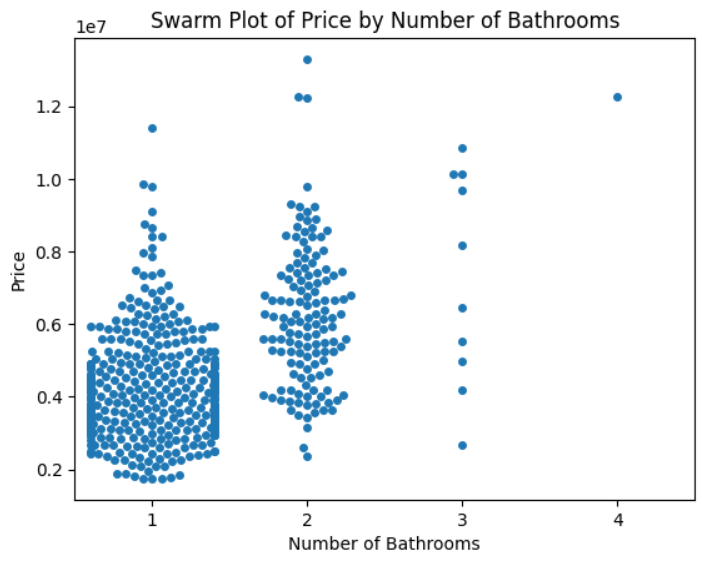 Swarm Plot of Price by Number of Bathrooms
1e7
1.2
1.0
0.8
0.6
0.4
0.2
Price
1 2 3 4
Number of Bathrooms